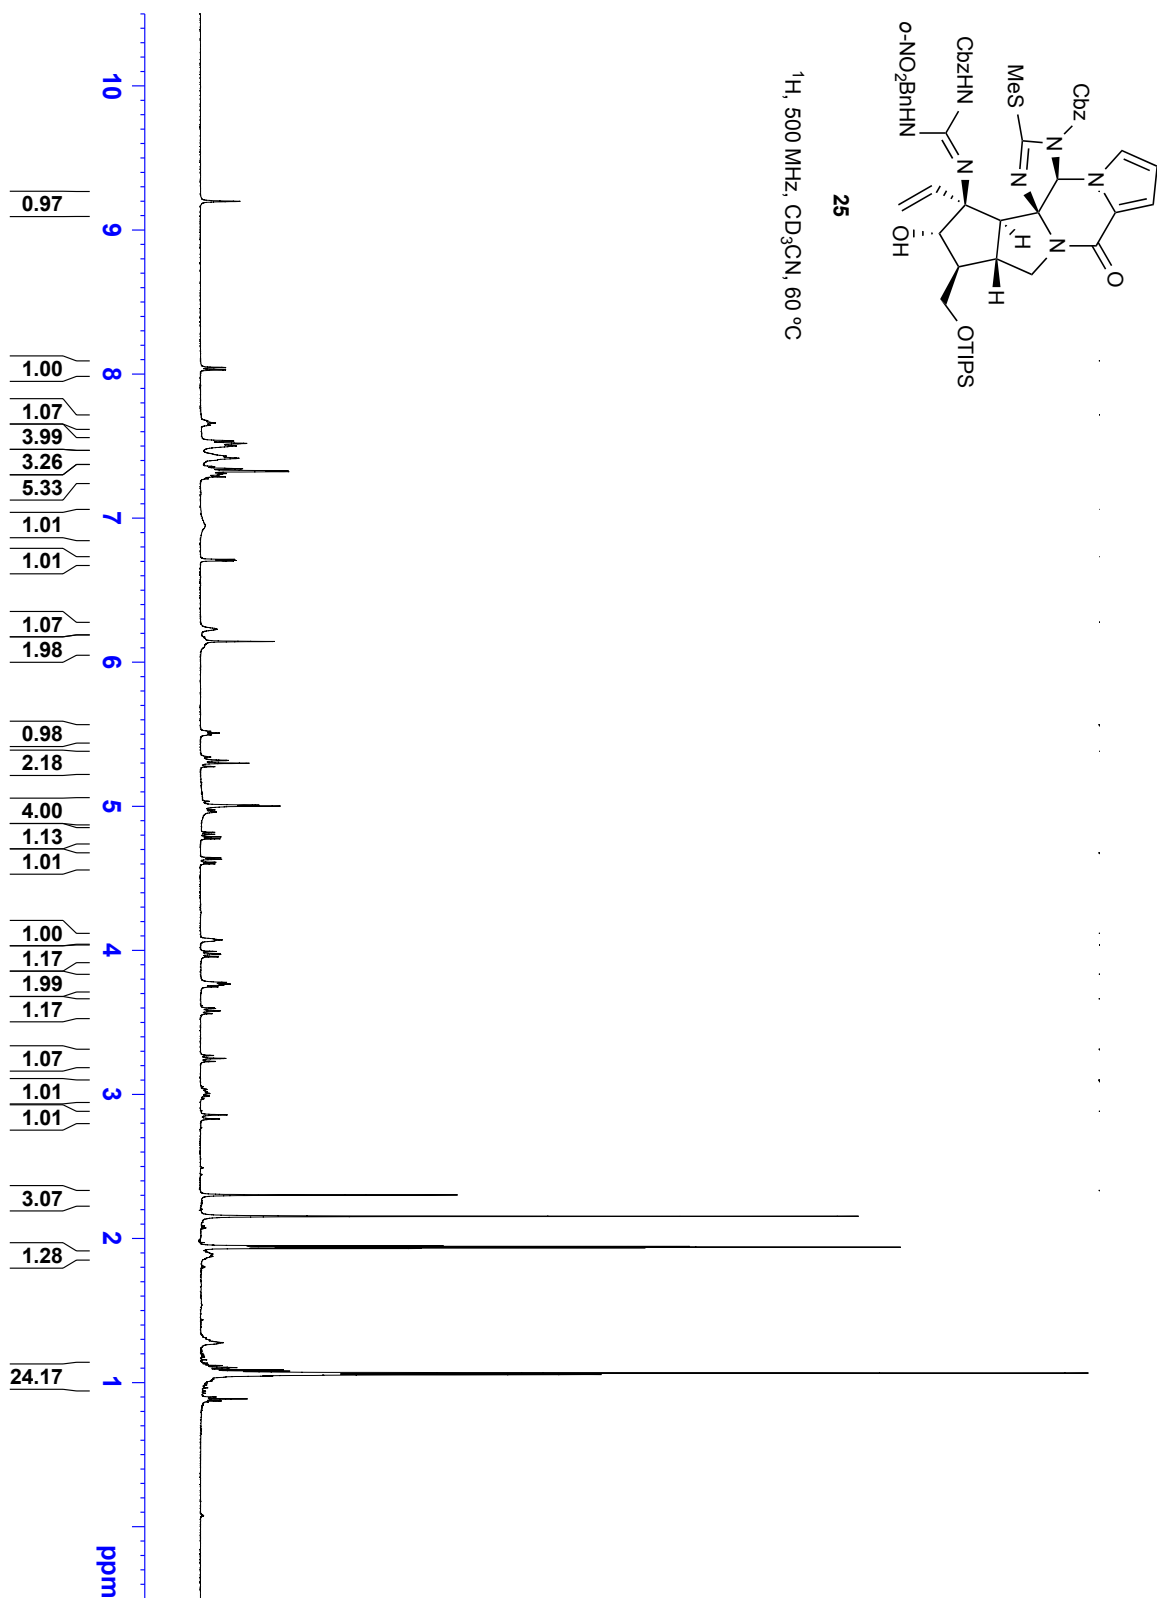 Cbz
MeS
N
N
N
N
O
CbzHN
o-NO2BnHN
N
H
H
OH
OTIPS
25
¹H, 500 MHz, CD₃CN, 60 ºC
10
9
8
7
6
5
4
3
2
1
ppm
0.97
1.00
1.07
3.99
3.26
5.33
1.01
1.01
1.07
1.98
0.98
2.18
4.00
1.13
1.01
1.00
1.17
1.99
1.17
1.07
1.01
1.01
3.07
1.28
24.17